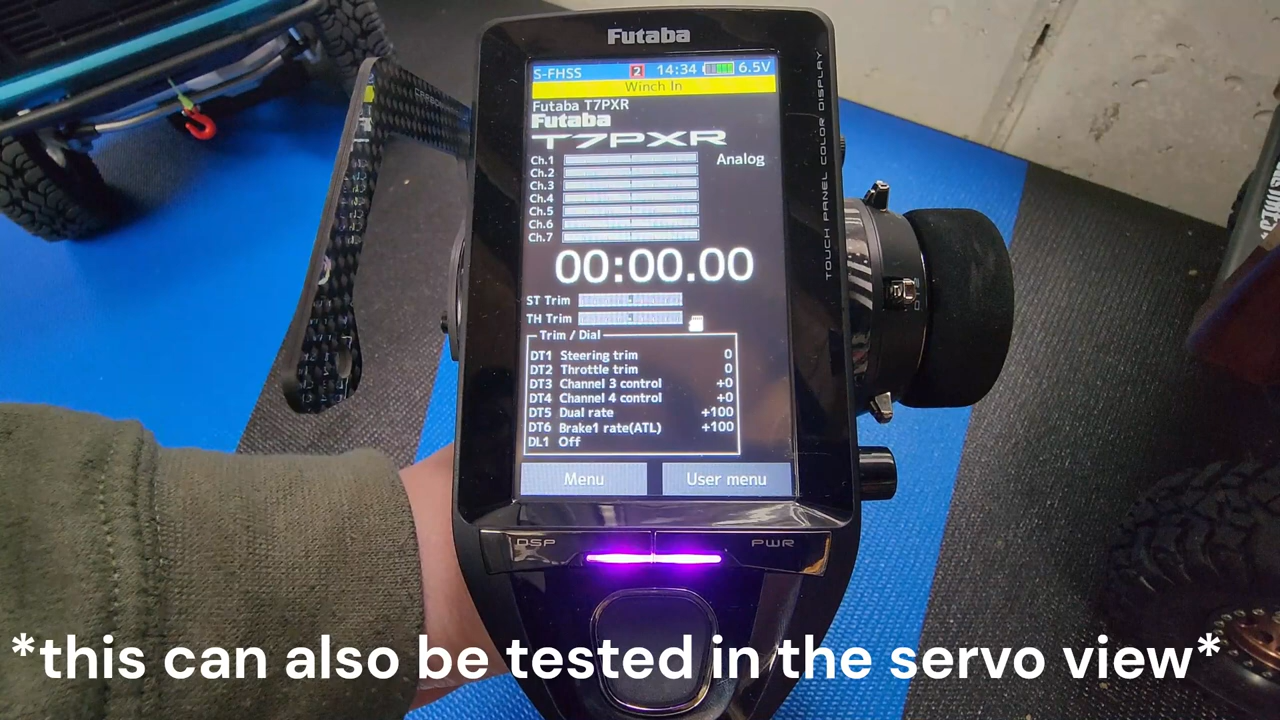 Futaba
S-FHSS 2 14:34 6.5V
Winch In
Futaba T7PXR
Futaba
T7PXR
Ch.1 Analog
Ch.2
Ch.3
Ch.4
Ch.5
Ch.6
Ch.7
00:00.00
ST Trim
TH Trim
Trim / Dial
DT1 Steering trim 0
DT2 Throttle trim 0
DT3 Channel 3 control +0
DT4 Channel 4 control +0
DT5 Dual rate +100
DT6 Brake1 rate(ATL) +100
DL1 Off
Menu User menu
TOUCH PANEL COLOR DISPLAY
DSP PWR
*this can also be tested in the servo view*